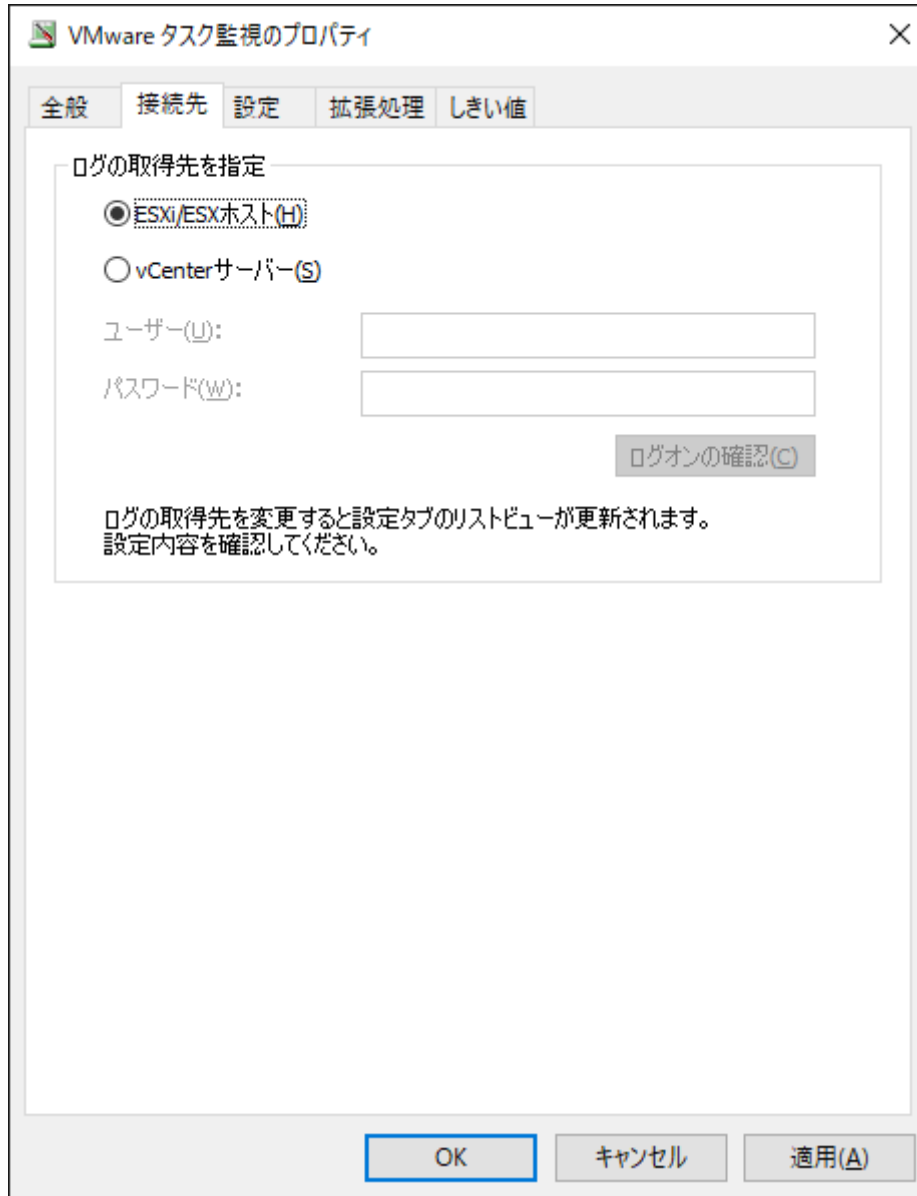 VMware タスク監視のプロパティ
全般 接続先 設定 拡張処理 しきい値
ログの取得先を指定
ESXi/ESXホスト(H)
vCenterサーバー(S)
ユーザー(U):
パスワード(W):
ログオンの確認(C)
ログの取得先を変更すると設定タブのリストビューが更新されます。
設定内容を確認してください。
OK キャンセル 適用(A)